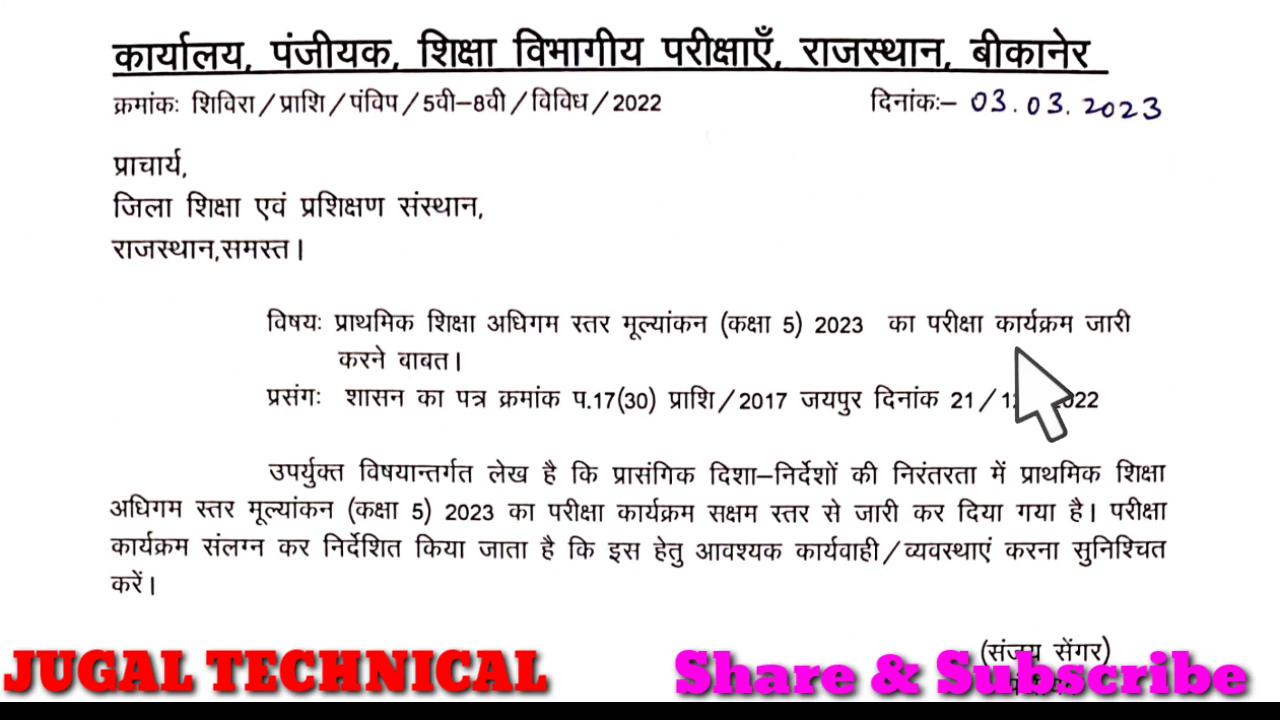 कार्यालय, पंजीयक, शिक्षा विभागीय परीक्षाएँ, राजस्थान, बीकानेर
क्रमांकः शिविरा/प्राशि/पंविप/5वी–8वी/विविध/2022 दिनांकः– 03.03.2023
प्राचार्य,
जिला शिक्षा एवं प्रशिक्षण संस्थान,
राजस्थान,समस्त।
विषयः प्राथमिक शिक्षा अधिगम स्तर मूल्यांकन (कक्षा 5) 2023 का परीक्षा कार्यक्रम जारी
करने वाबत।
प्रसंगः शासन का पत्र क्रमांक प.17(30) प्राशि/2017 जयपुर दिनांक 21/
उपर्युक्त विषयान्तर्गत लेख है कि प्रासंगिक दिशा–निर्देशों की निरंतरता में प्राथमिक शिक्षा
अधिगम स्तर मूल्यांकन (कक्षा 5) 2023 का परीक्षा कार्यक्रम सक्षम स्तर से जारी कर दिया गया है। परीक्षा
कार्यक्रम संलग्न कर निर्देशित किया जाता है कि इस हेतु आवश्यक कार्यवाही/व्यवस्थाएं करना सुनिश्चित
करें।
(संजय सेंगर)
JUGAL TECHNICAL Share & Subscribe